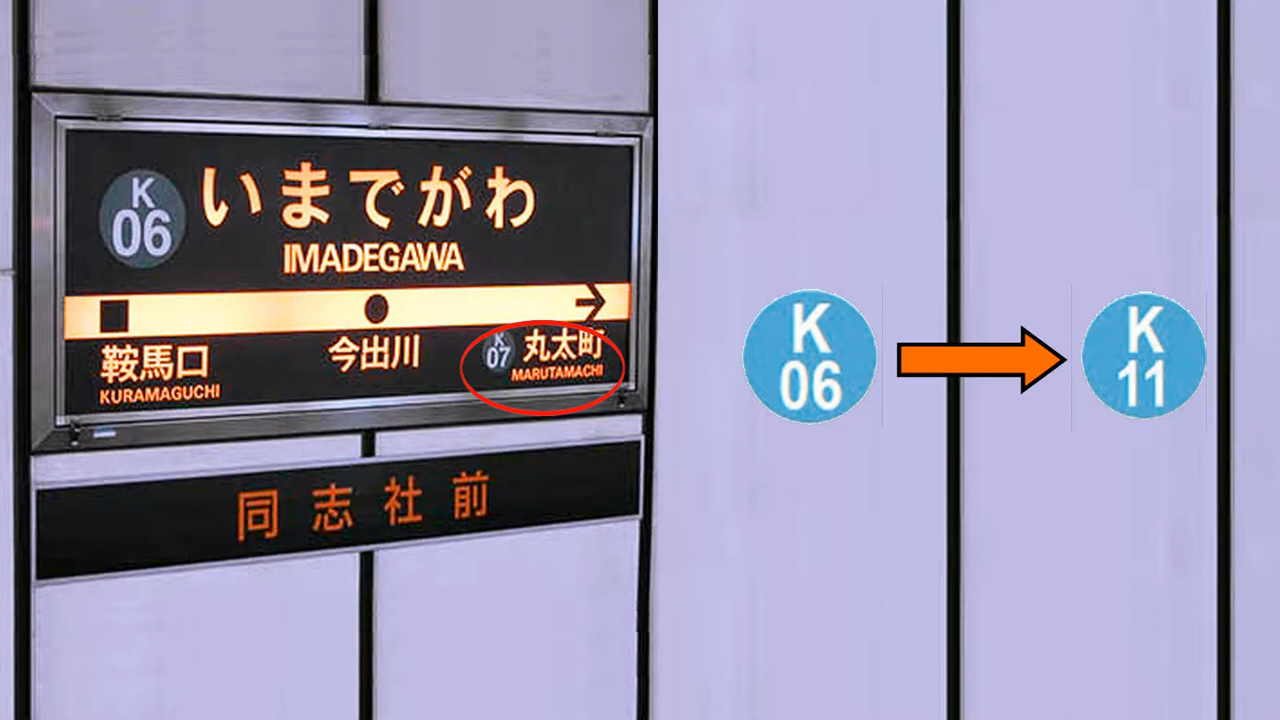 K
06
いまでがわ
IMADEGAWA
鞍馬口
KURAMAGUCHI
今出川
K
07
丸太町
MARUTAMACHI
同志社前
K
06
K
11